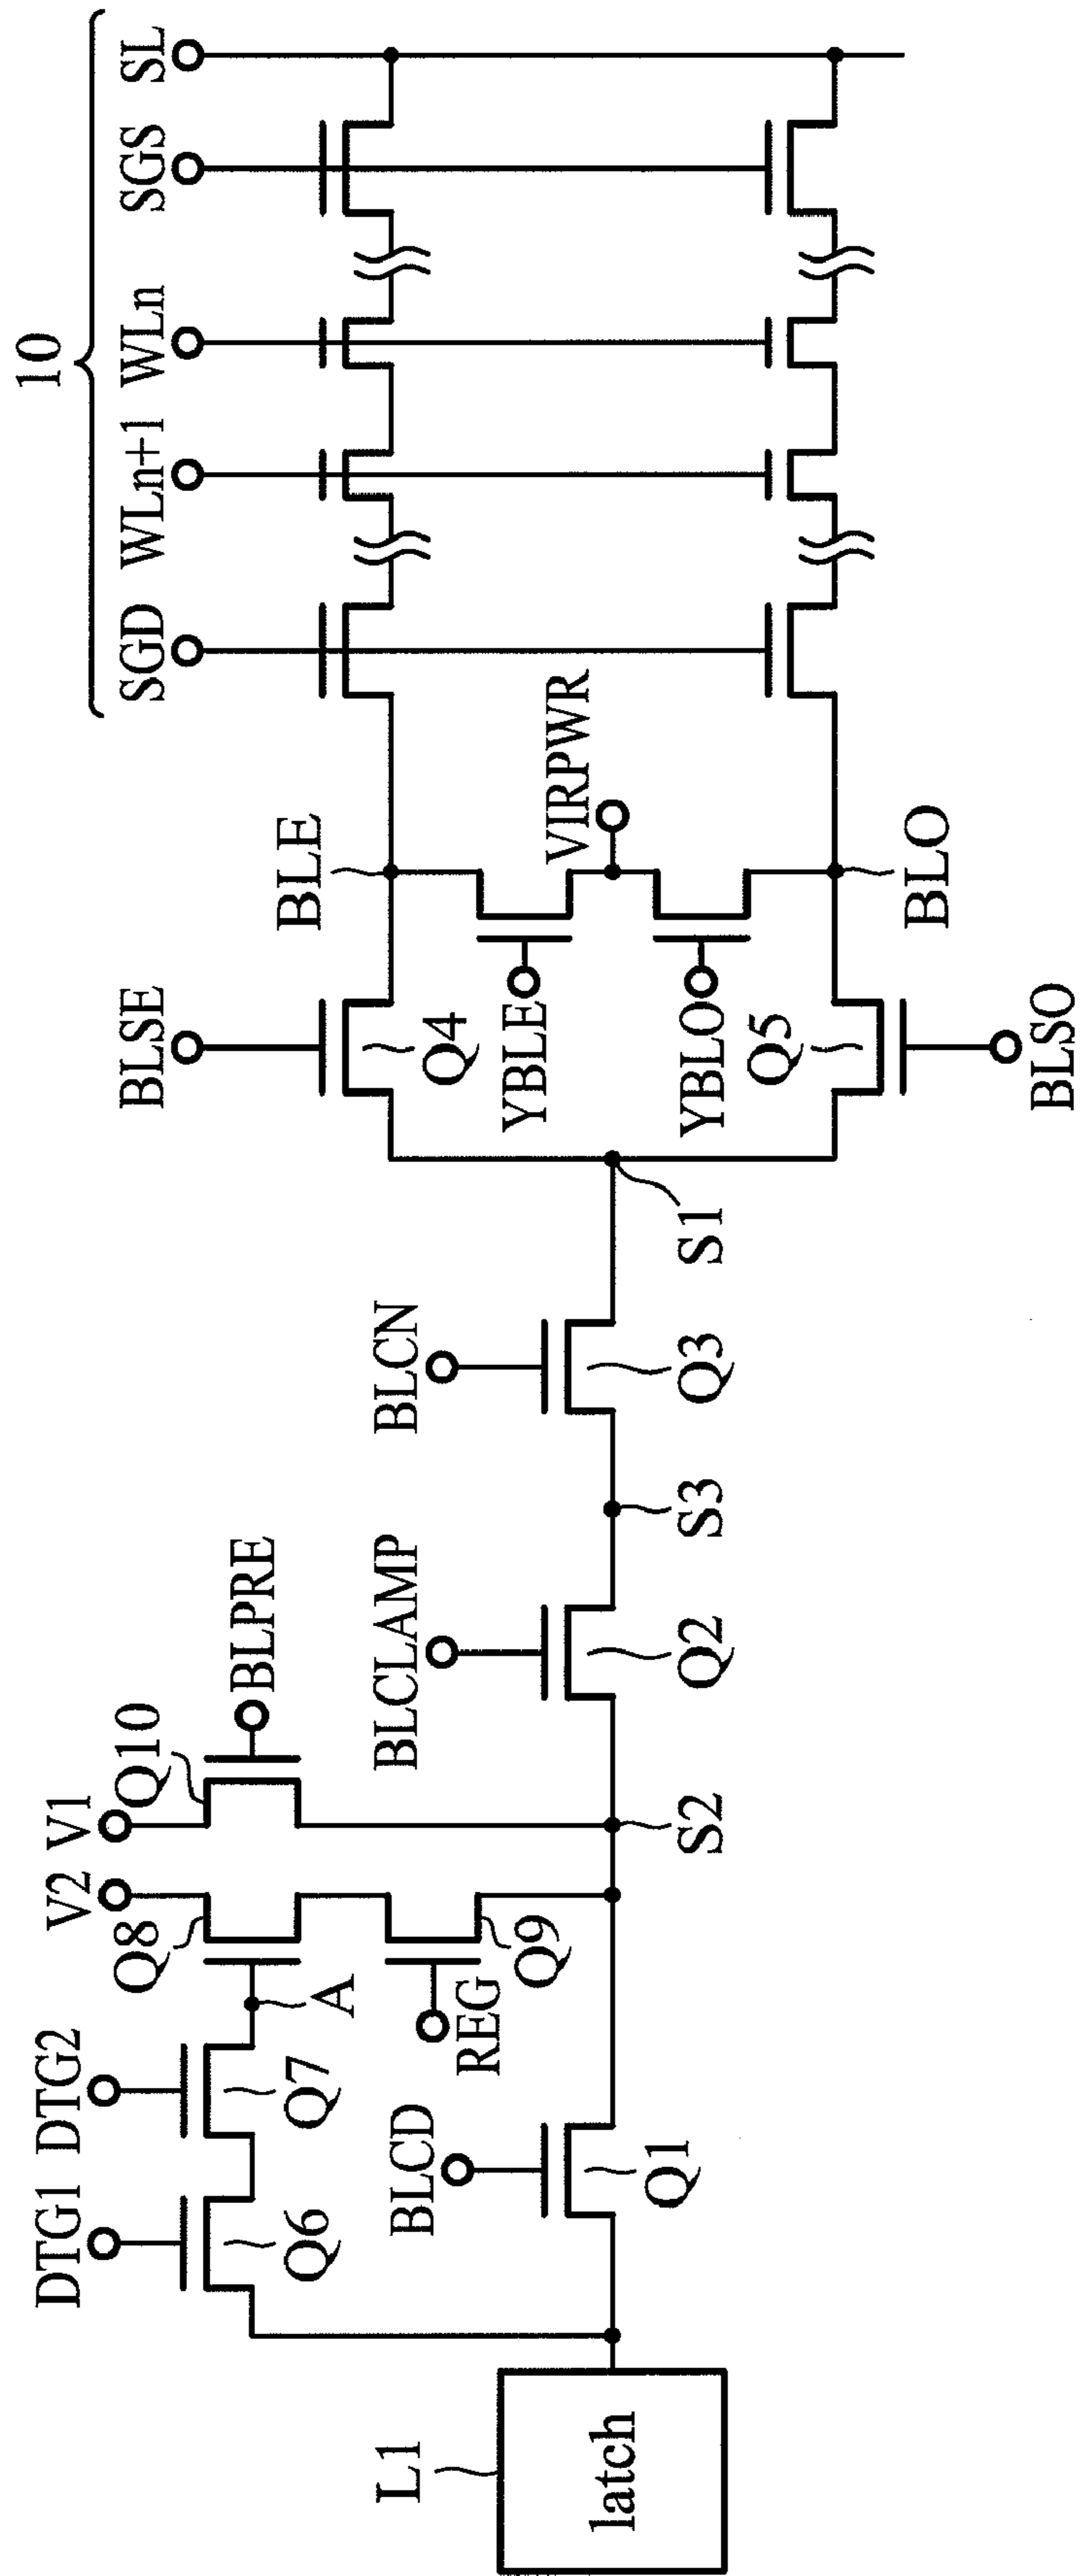 10
SL
SGS
WLn
WLn+1
SGD
BLE
VIRPWR
BLO
BLSE
Q4
YBLE
YBLO
Q5
BLSO
S1
BLCN
Q3
S3
BLPRE
BLCLAMP
Q2
Q10
V1
S2
V2
Q8
Q9
A
REG
DTG2
Q7
BLCD
Q1
DTG1
Q6
L1
latch